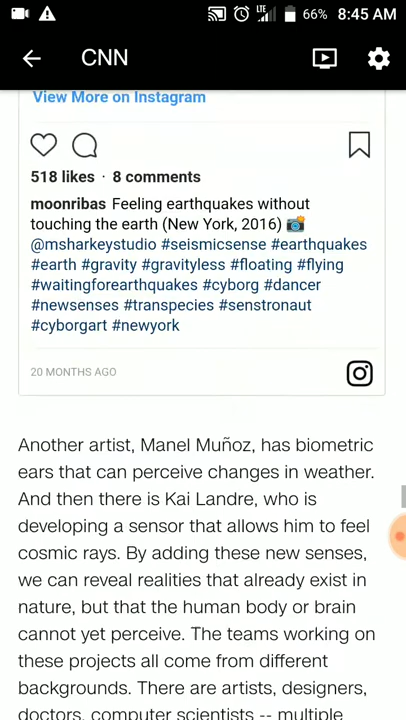 LTE
66% 8:45 AM
CNN
View More on Instagram
518 likes · 8 comments
moonribas Feeling earthquakes without
touching the earth (New York, 2016) 📸
@msharkeystudio #seismicsense #earthquakes
#earth #gravity #gravityless #floating #flying
#waitingforearthquakes #cyborg #dancer
#newsenses #transpecies #senstronaut
#cyborgart #newyork
20 MONTHS AGO
Another artist, Manel Muñoz, has biometric
ears that can perceive changes in weather.
And then there is Kai Landre, who is
developing a sensor that allows him to feel
cosmic rays. By adding these new senses,
we can reveal realities that already exist in
nature, but that the human body or brain
cannot yet perceive. The teams working on
these projects all come from different
backgrounds. There are artists, designers,
doctors, computer scientists -- multiple